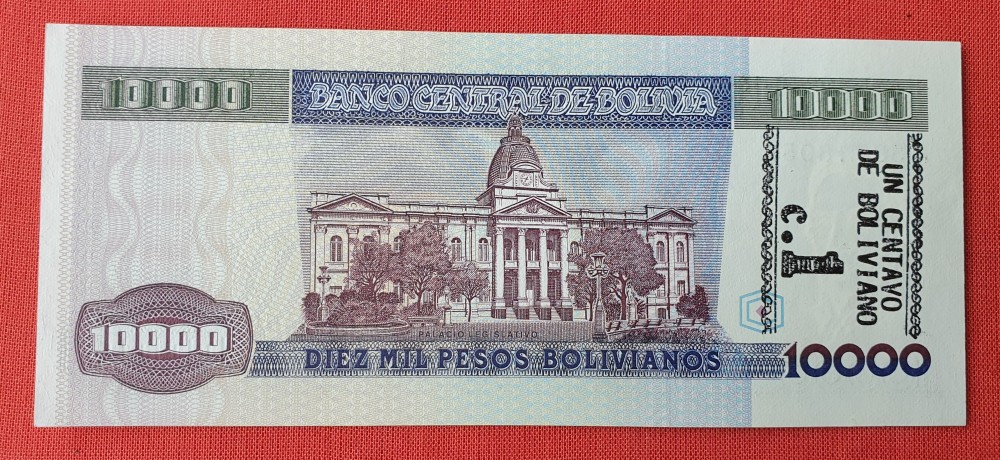 10000
BANCO CENTRAL DE BOLIVIA
10000
UN CENTAVO
DE BOLIVIANO
c.1
PALACIO LEGISLATIVO
10000
DIEZ MIL PESOS BOLIVIANOS
10000